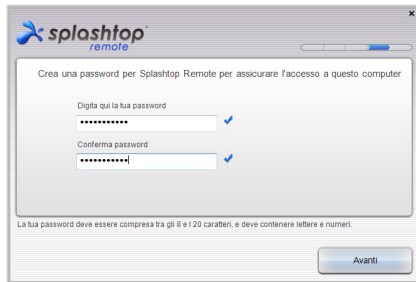 ×
splashtop®
remote
Crea una password per Splashtop Remote per assicurare l'accesso a questo computer
Digita qui la tua password
•••••••••••
Conferma password
•••••••••••
La tua password deve essere compresa tra gli 8 e I 20 caratteri, e deve contenere lettere e numeri.
Avanti